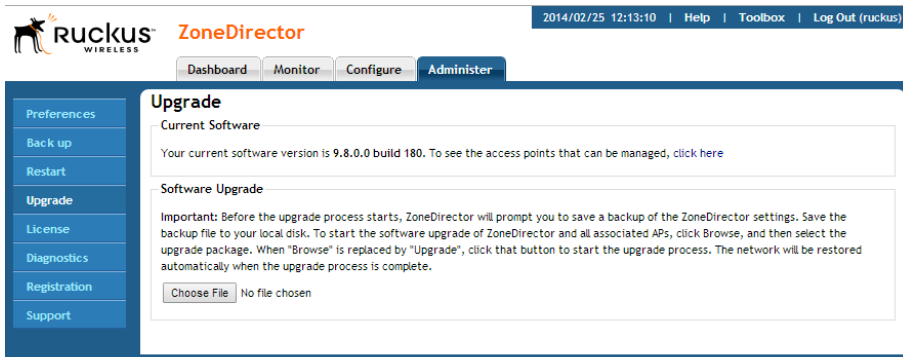 2014/02/25 12:13:10 | Help | Toolbox | Log Out (ruckus)
RUCKUS
WIRELESS
ZoneDirector
Dashboard Monitor Configure Administer
Preferences
Back up
Restart
Upgrade
License
Diagnostics
Registration
Support
Upgrade
Current Software
Your current software version is 9.8.0.0 build 180. To see the access points that can be managed, click here
Software Upgrade
Important: Before the upgrade process starts, ZoneDirector will prompt you to save a backup of the ZoneDirector settings. Save the
backup file to your local disk. To start the software upgrade of ZoneDirector and all associated APs, click Browse, and then select the
upgrade package. When "Browse" is replaced by "Upgrade", click that button to start the upgrade process. The network will be restored
automatically when the upgrade process is complete.
Choose File No file chosen